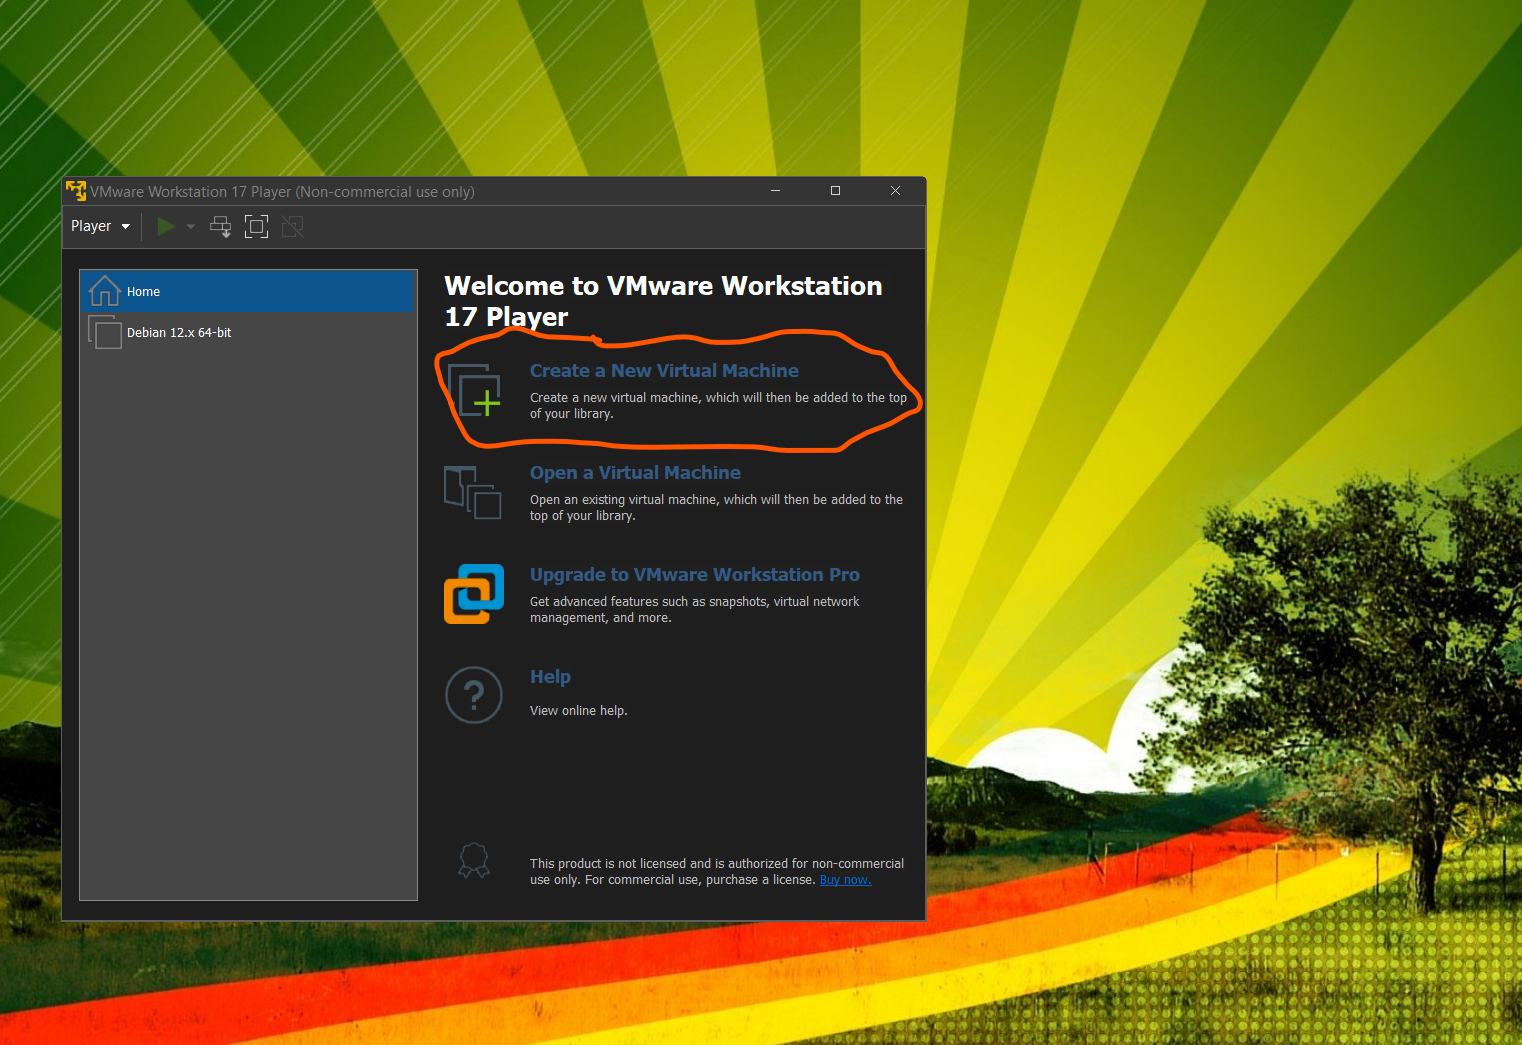 VMware Workstation 17 Player (Non-commercial use only)
Player
Home
Debian 12.x 64-bit
Welcome to VMware Workstation
17 Player
Create a New Virtual Machine
Create a new virtual machine, which will then be added to the top
of your library.
Open a Virtual Machine
Open an existing virtual machine, which will then be added to the
top of your library.
Upgrade to VMware Workstation Pro
Get advanced features such as snapshots, virtual network
management, and more.
?
Help
View online help.
This product is not licensed and is authorized for non-commercial
use only. For commercial use, purchase a license. Buy now.